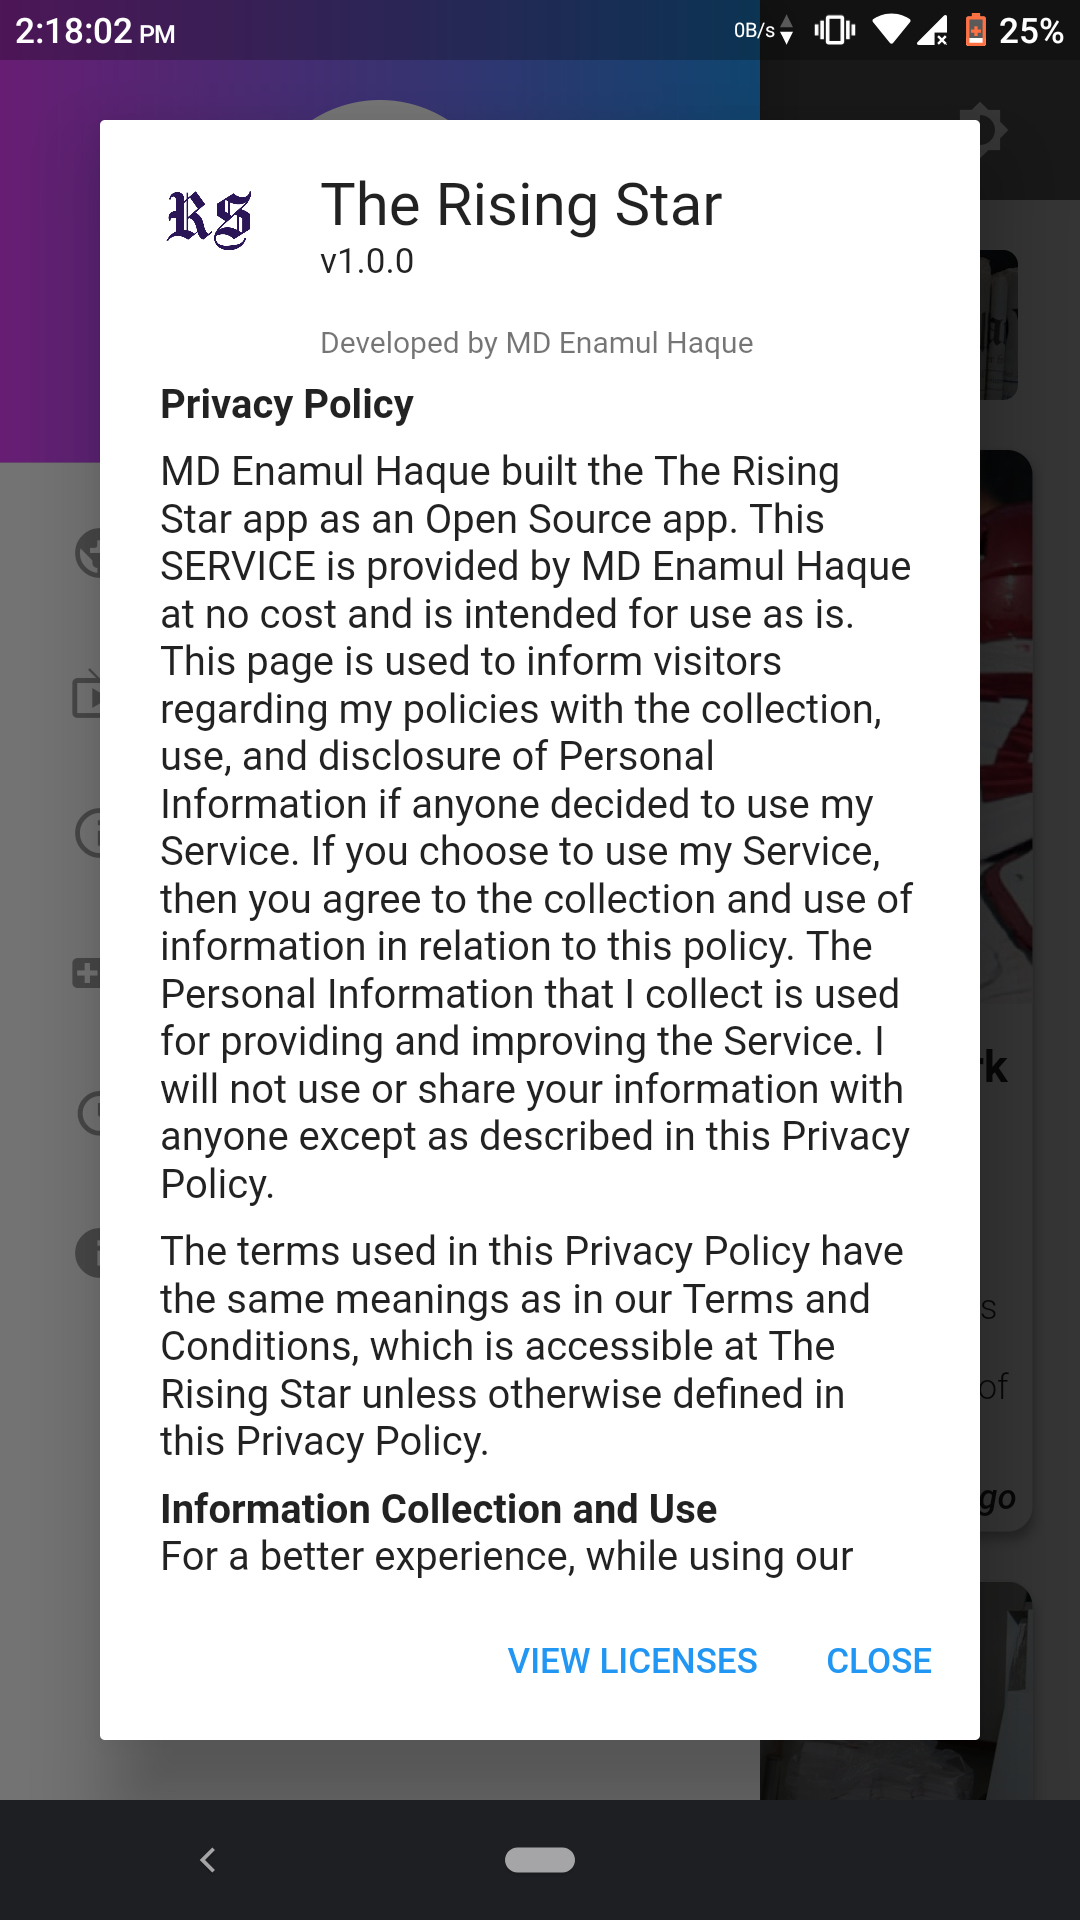 2:18:02 PM
0B/s
25%
RS
The Rising Star
v1.0.0
Developed by MD Enamul Haque
Privacy Policy
MD Enamul Haque built the The Rising
Star app as an Open Source app. This
SERVICE is provided by MD Enamul Haque
at no cost and is intended for use as is.
This page is used to inform visitors
regarding my policies with the collection,
use, and disclosure of Personal
Information if anyone decided to use my
Service. If you choose to use my Service,
then you agree to the collection and use of
information in relation to this policy. The
Personal Information that I collect is used
for providing and improving the Service. I
will not use or share your information with
anyone except as described in this Privacy
Policy.
The terms used in this Privacy Policy have
the same meanings as in our Terms and
Conditions, which is accessible at The
Rising Star unless otherwise defined in
this Privacy Policy.
Information Collection and Use
For a better experience, while using our
VIEW LICENSES
CLOSE
of
go